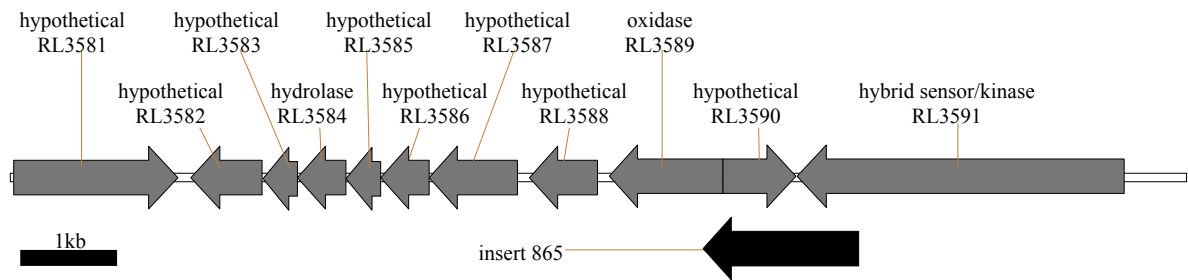 hypothetical
RL3581
hypothetical
RL3583
hypothetical
RL3585
hypothetical
RL3587
oxidase
RL3589
hypothetical
RL3582
hydrolase
RL3584
hypothetical
RL3586
hypothetical
RL3588
hypothetical
RL3590
hybrid sensor/kinase
RL3591
1kb
insert 865